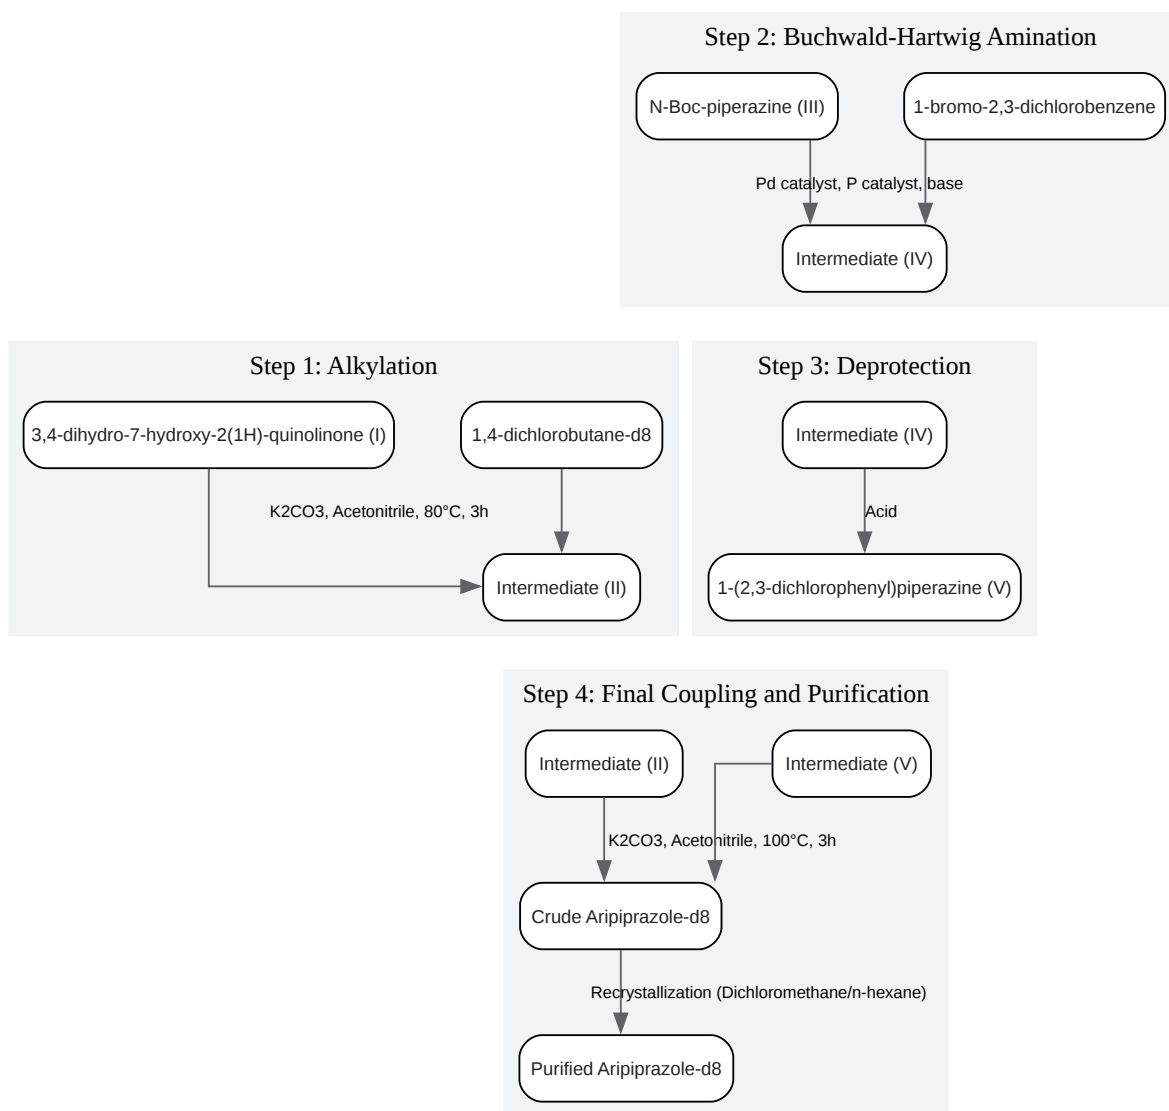 Step 2: Buchwald-Hartwig Amination
N-Boc-piperazine (III)
1-bromo-2,3-dichlorobenzene
Pd catalyst, P catalyst, base
Intermediate (IV)
Step 1: Alkylation
3,4-dihydro-7-hydroxy-2(1H)-quinolinone (I)
1,4-dichlorobutane-d8
K2CO3, Acetonitrile, 80°C, 3h
Intermediate (II)
Step 3: Deprotection
Intermediate (IV)
Acid
1-(2,3-dichlorophenyl)piperazine (V)
Step 4: Final Coupling and Purification
Intermediate (II)
Intermediate (V)
K2CO3, Acetonitrile, 100°C, 3h
Crude Aripiprazole-d8
Recrystallization (Dichloromethane/n-hexane)
Purified Aripiprazole-d8